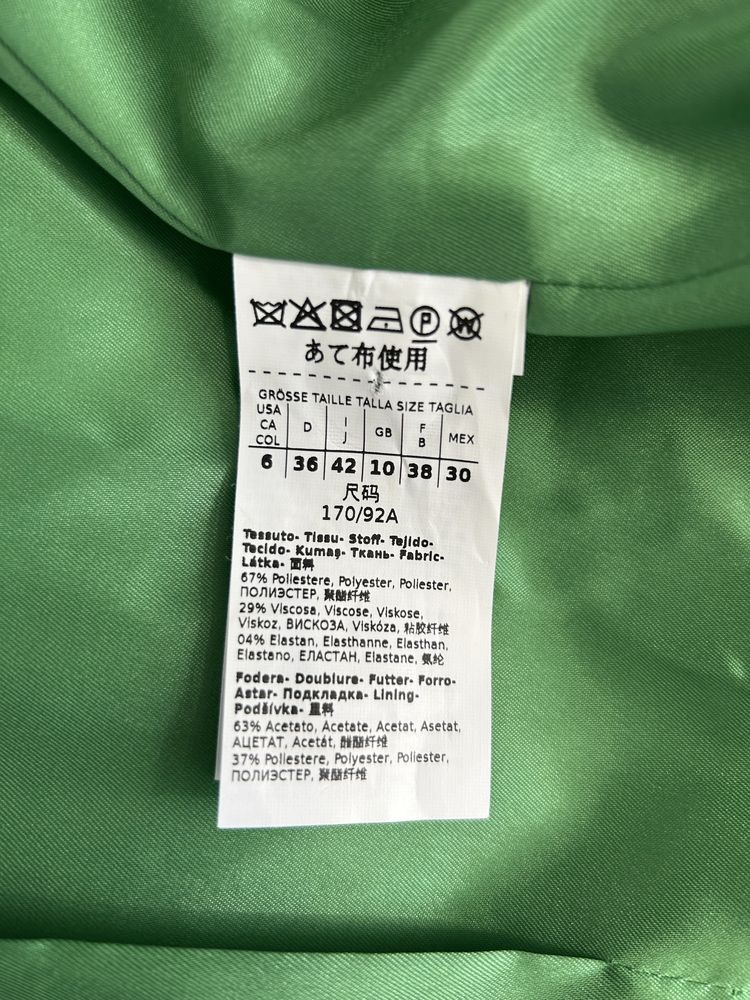 P W
あて布使用
GRÖSSE TAILLE TALLA SIZE TAGLIA
USA CA COL D I J GB F B MEX
6 36 42 10 38 30
尺码
170/92A
Tessuto- Tissu- Stoff- Tejido-
Tecido- Kumaş- Ткань- Fabric-
Látka- 面料
67% Poliestere, Polyester, Poliester,
ПОЛИЭСТЕР, 聚酯纤维
29% Viscosa, Viscose, Viskose,
Viskoz, ВИСКОЗА, Viskóza, 粘胶纤维
04% Elastan, Elasthanne, Elasthan,
Elastano, ЕЛАСТАН, Elastane, 氨纶
Fodera- Doublure- Futter- Forro-
Astar- Подкладка- Lining-
Podšívka- 里料
63% Acetato, Acetate, Acetat, Asetat,
АЦЕТАТ, Acetát, 醋酯纤维
37% Poliestere, Polyester, Poliester,
ПОЛИЭСТЕР, 聚酯纤维